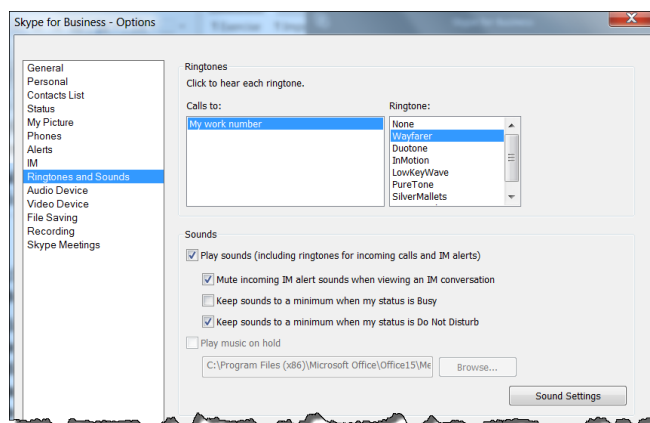 Skype for Business - Options
General
Personal
Contacts List
Status
My Picture
Phones
Alerts
IM
Ringtones and Sounds
Audio Device
Video Device
File Saving
Recording
Skype Meetings
Ringtones
Click to hear each ringtone.
Calls to:
My work number
Ringtone:
None
Wayfarer
Duotone
InMotion
LowKeyWave
PureTone
SilverMallets
Sounds
Play sounds (including ringtones for incoming calls and IM alerts)
Mute incoming IM alert sounds when viewing an IM conversation
Keep sounds to a minimum when my status is Busy
Keep sounds to a minimum when my status is Do Not Disturb
Play music on hold
C:\Program Files (x86)\Microsoft Office\Office15\Me
Browse...
Sound Settings